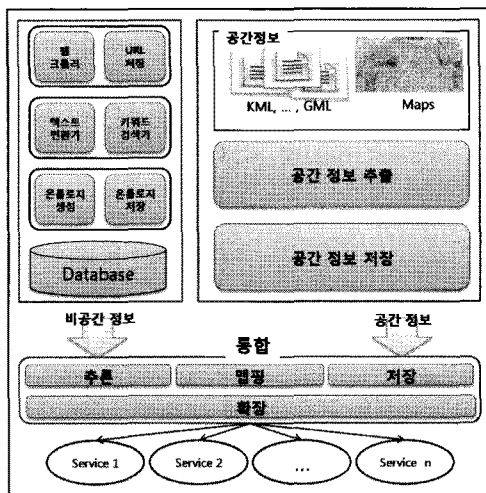 웹
크롤러
URL
저장
텍스트
변환기
키워드
검색기
온톨로지
생성
온톨로지
저장
Database
비공간 정보
공간정보
KML, ... , GML
Maps
공간 정보 추출
공간 정보 저장
공간 정보
통합
추론
맵핑
저장
확장
Service 1
Service 2
...
Service n